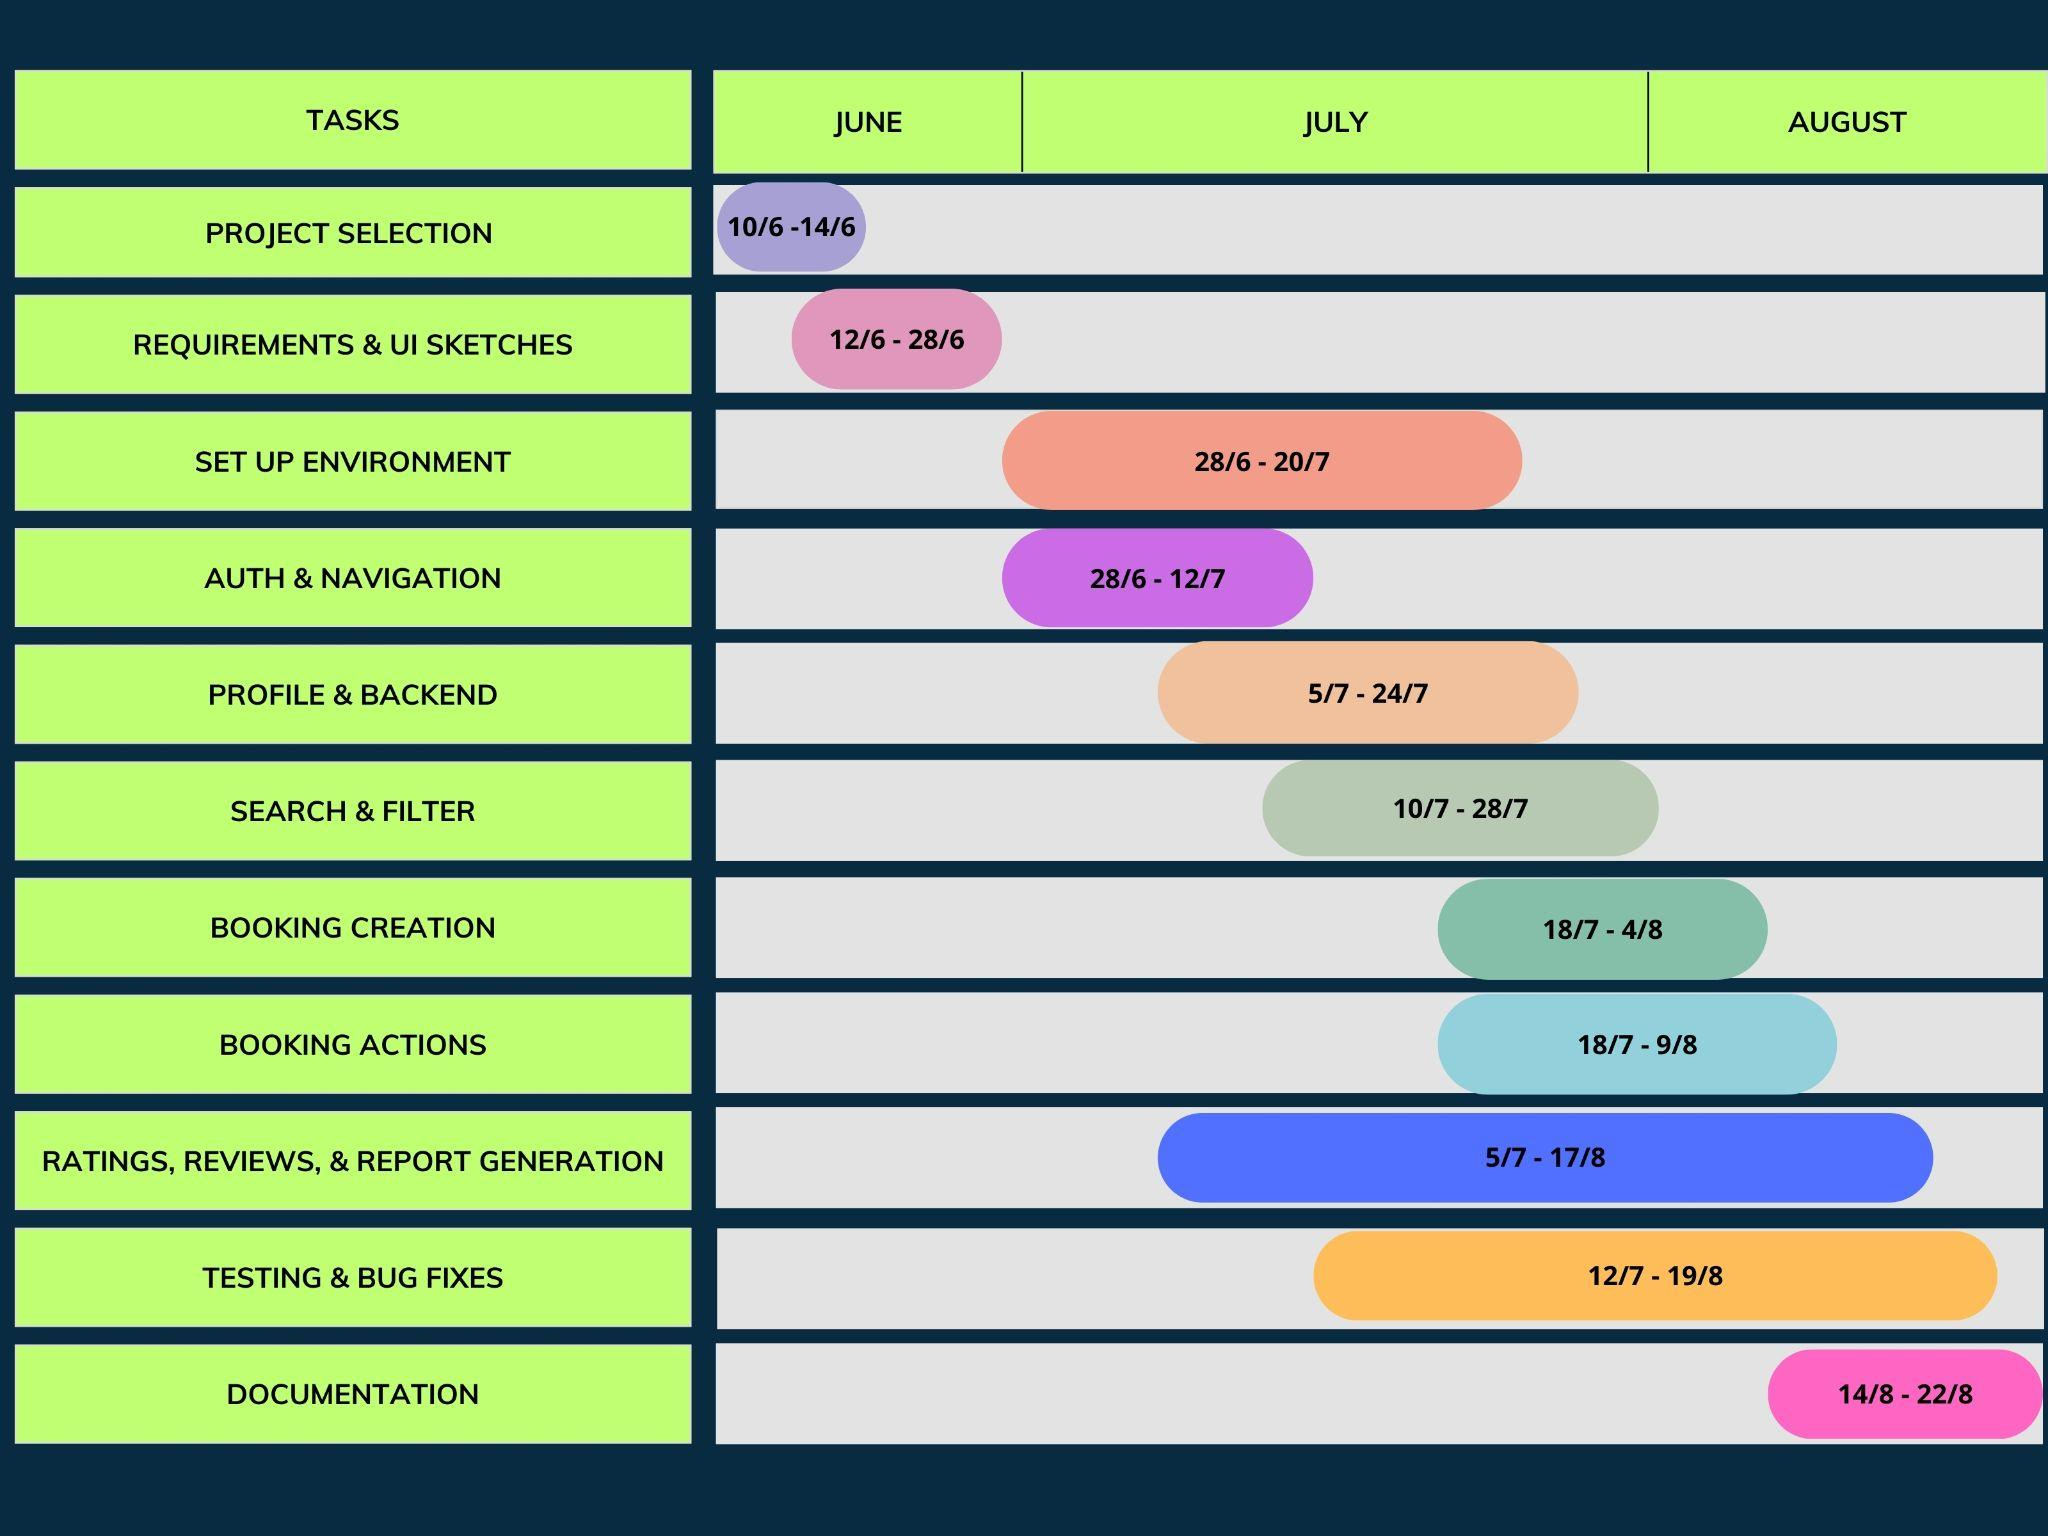 TASKS
JUNE
JULY
AUGUST
PROJECT SELECTION
10/6 -14/6
REQUIREMENTS & UI SKETCHES
12/6 - 28/6
SET UP ENVIRONMENT
28/6 - 20/7
AUTH & NAVIGATION
28/6 - 12/7
PROFILE & BACKEND
5/7 - 24/7
SEARCH & FILTER
10/7 - 28/7
BOOKING CREATION
18/7 - 4/8
BOOKING ACTIONS
18/7 - 9/8
RATINGS, REVIEWS, & REPORT GENERATION
5/7 - 17/8
TESTING & BUG FIXES
12/7 - 19/8
DOCUMENTATION
14/8 - 22/8